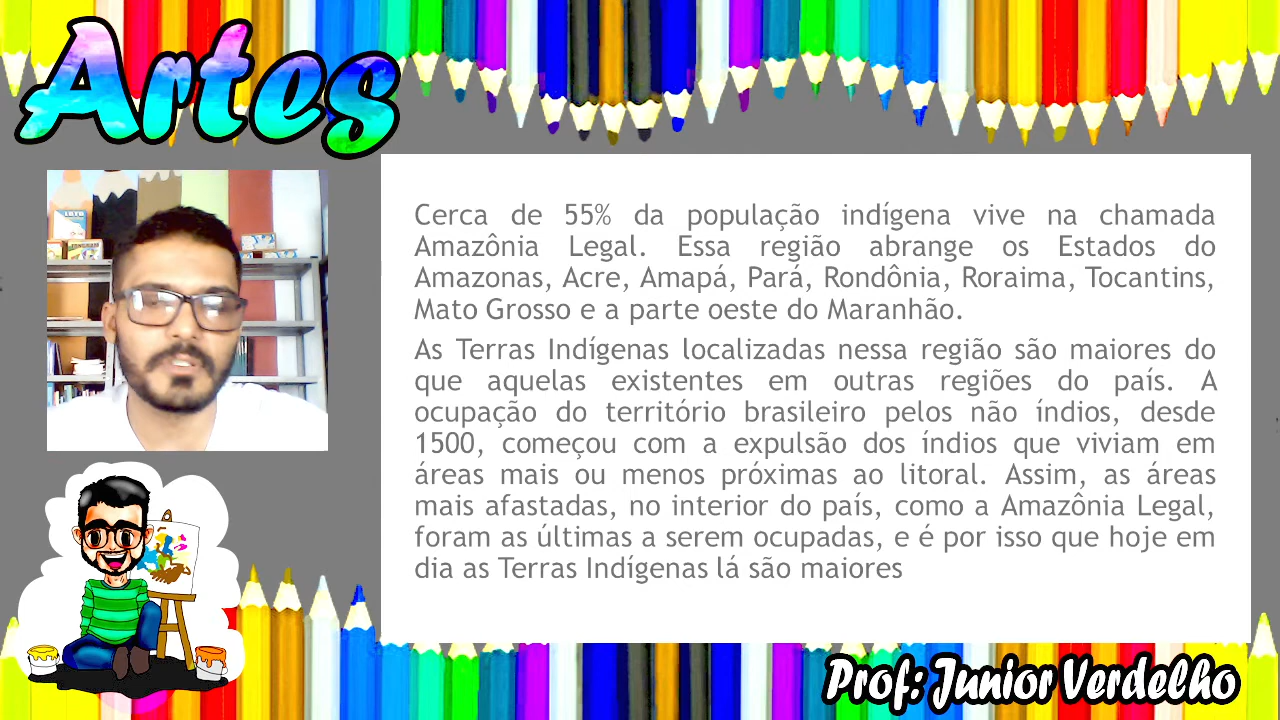 Artes
Cerca de 55% da população indígena vive na chamada
Amazônia Legal. Essa região abrange os Estados do
Amazonas, Acre, Amapá, Pará, Rondônia, Roraima, Tocantins,
Mato Grosso e a parte oeste do Maranhão.
As Terras Indígenas localizadas nessa região são maiores do
que aquelas existentes em outras regiões do país. A
ocupação do território brasileiro pelos não índios, desde
1500, começou com a expulsão dos índios que viviam em
áreas mais ou menos próximas ao litoral. Assim, as áreas
mais afastadas, no interior do país, como a Amazônia Legal,
foram as últimas a serem ocupadas, e é por isso que hoje em
dia as Terras Indígenas lá são maiores
Prof: Junior Verdelho